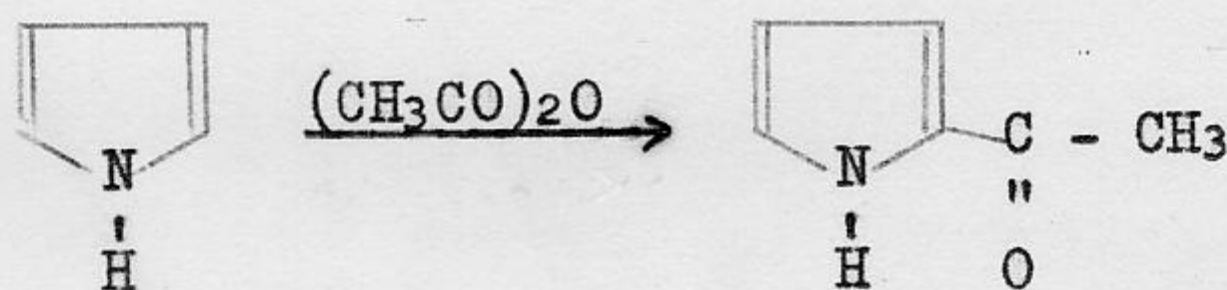 (CH3CO)2O
N C - CH3
N
' ' "
H H O